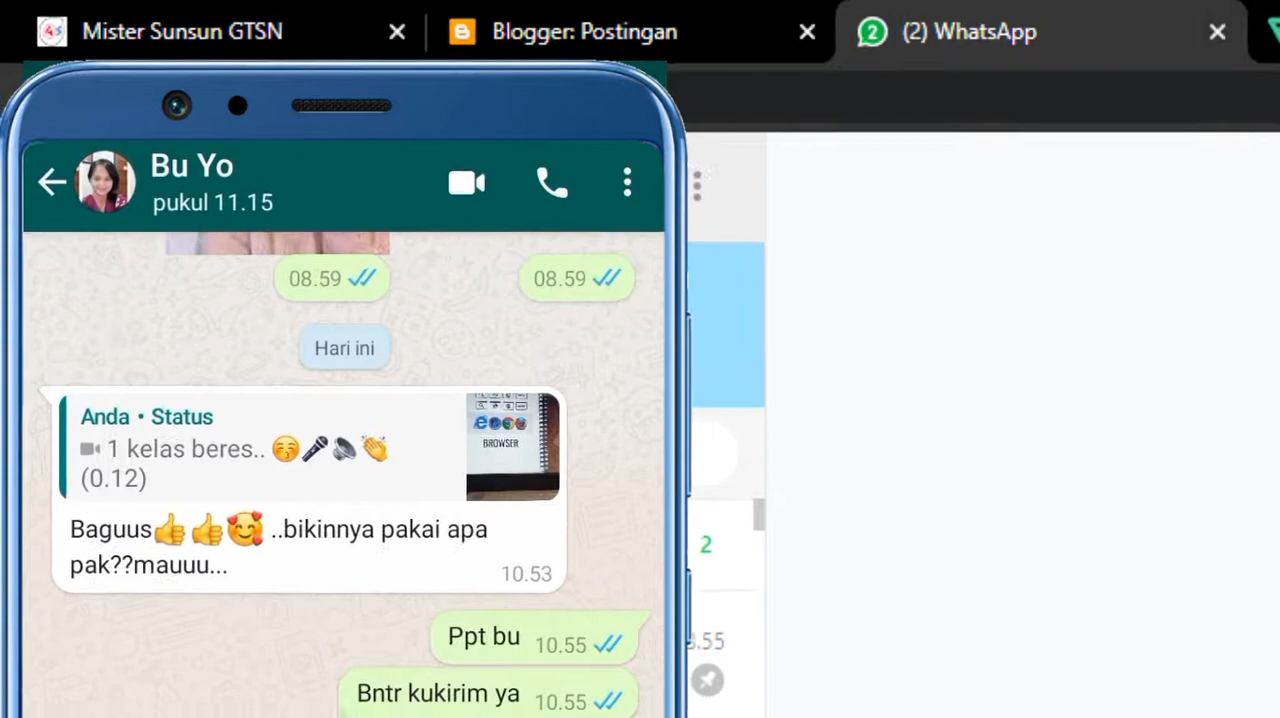 Mister Sunsun GTSN
Blogger: Postingan
2
(2) WhatsApp
Bu Yo
pukul 11.15
08.59
08.59
Hari ini
Anda • Status
1 kelas beres.. 😚🎤🔈👏
(0.12)
BROWSER
Baguus👍👍🥰 ..bikinnya pakai apa
pak??mauuu...
10.53
2
Ppt bu 10.55
Bntr kukirim ya 10.55